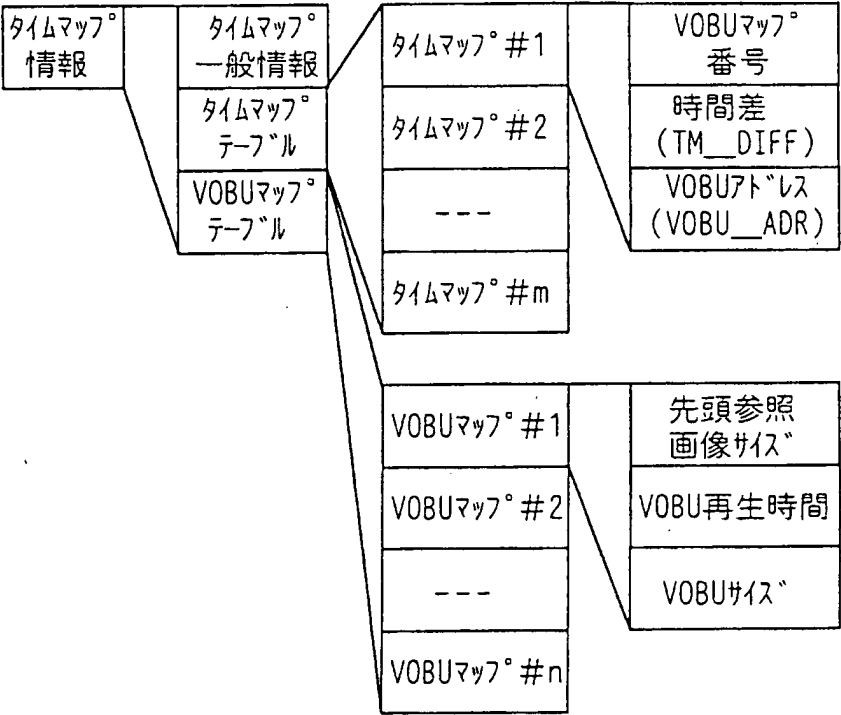 タイムマップ
情報
タイムマップ
一般情報
タイムマップ
テーブル
VOBUマップ
テーブル
タイムマップ#1
タイムマップ#2
---
タイムマップ#m
VOBUマップ
番号
時間差
(TM__DIFF)
VOBUアドレス
(VOBU__ADR)
VOBUマップ#1
VOBUマップ#2
---
VOBUマップ#n
先頭参照
画像サイズ
VOBU再生時間
VOBUサイズ